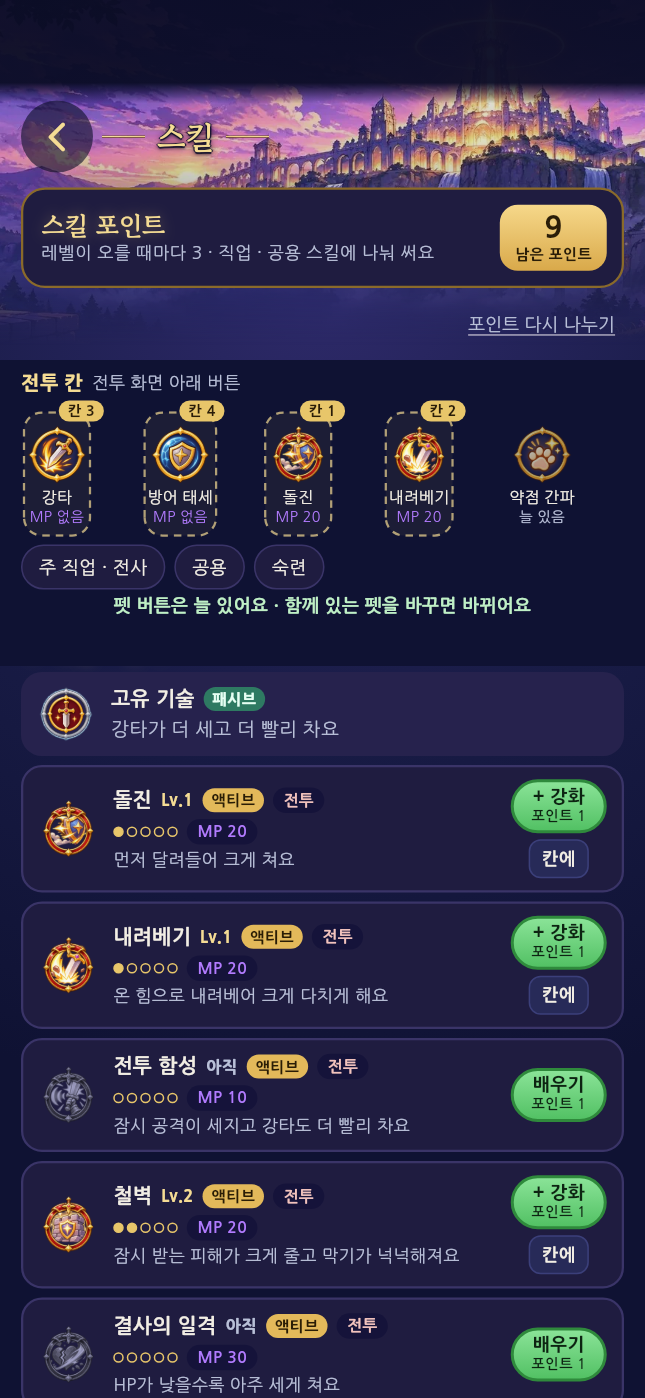 스킬
스킬 포인트
레벨이 오를 때마다 3 · 직업 · 공용 스킬에 나눠 써요
9
남은 포인트
포인트 다시 나누기
전투 칸 전투 화면 아래 버튼
칸 3
강타
MP 없음
칸 4
방어 태세
MP 없음
칸 1
돌진
MP 20
칸 2
내려베기
MP 20
약점 간파
늘 있음
주 직업 · 전사
공용
숙련
펫 버튼은 늘 있어요 · 함께 있는 펫을 바꾸면 바뀌어요
고유 기술 패시브
강타가 더 세고 더 빨리 차요
돌진 Lv.1 액티브 전투
MP 20
먼저 달려들어 크게 쳐요
+ 강화
포인트 1
칸에
내려베기 Lv.1 액티브 전투
MP 20
온 힘으로 내려베어 크게 다치게 해요
+ 강화
포인트 1
칸에
전투 함성 아직 액티브 전투
MP 10
잠시 공격이 세지고 강타도 더 빨리 차요
배우기
포인트 1
철벽 Lv.2 액티브 전투
MP 20
잠시 받는 피해가 크게 줄고 막기가 넉넉해져요
+ 강화
포인트 1
칸에
결사의 일격 아직 액티브 전투
MP 30
HP가 낮을수록 아주 세게 쳐요
배우기
포인트 1